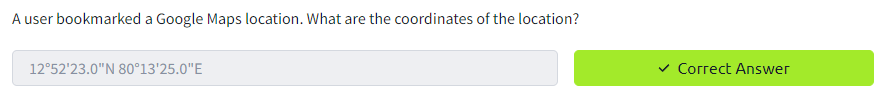 A user bookmarked a Google Maps location. What are the coordinates of the location?
12°52'23.0"N 80°13'25.0"E
✓ Correct Answer